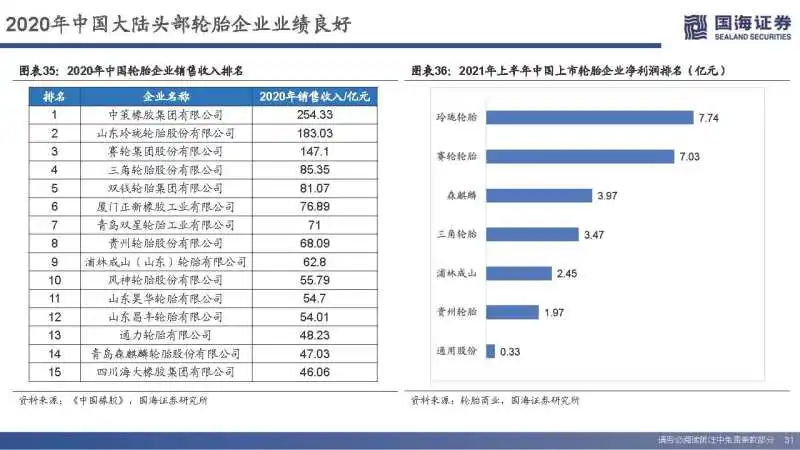 2020年中国大陆头部轮胎企业业绩良好
国海证券
SEALAND SECURITIES
图表35：2020年中国轮胎企业销售收入排名
排名 企业名称 2020年销售收入/亿元
1 中策橡胶集团有限公司 254.33
2 山东玲珑轮胎股份有限公司 183.03
3 赛轮集团股份有限公司 147.1
4 三角轮胎股份有限公司 85.35
5 双钱轮胎集团有限公司 81.07
6 厦门正新橡胶工业有限公司 76.89
7 青岛双星轮胎工业有限公司 71
8 贵州轮胎股份有限公司 68.09
9 浦林成山（山东）轮胎有限公司 62.8
10 风神轮胎股份有限公司 55.79
11 山东昊华轮胎有限公司 54.7
12 山东昌丰轮胎有限公司 54.01
13 通力轮胎有限公司 48.23
14 青岛森麒麟轮胎股份有限公司 47.03
15 四川海大橡胶集团有限公司 46.06
资料来源：《中国橡胶》，国海证券研究所
图表36：2021年上半年中国上市轮胎企业净利润排名（亿元）
玲珑轮胎 7.74
赛轮轮胎 7.03
森麒麟 3.97
三角轮胎 3.47
浦林成山 2.45
贵州轮胎 1.97
通用股份 0.33
资料来源：轮胎商业，国海证券研究所
请务必阅读附注中免责条款部分 31